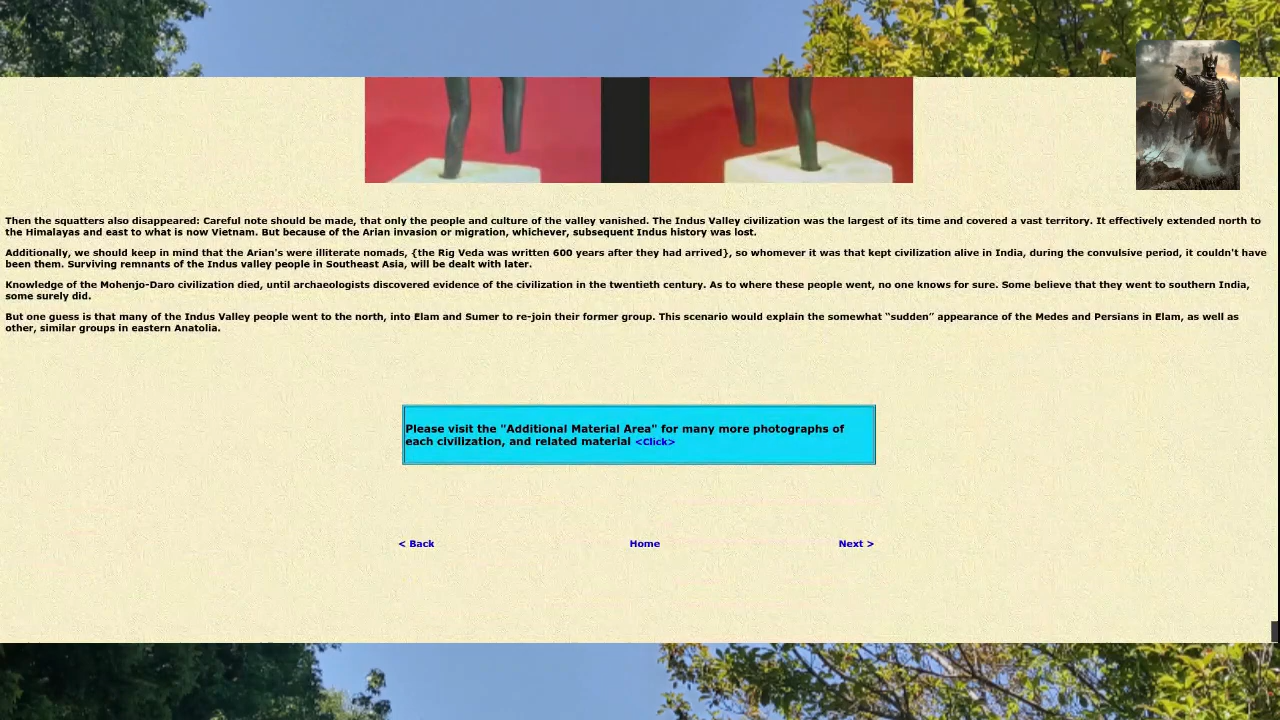 Then the squatters also disappeared: Careful note should be made, that only the people and culture of the valley vanished. The Indus Valley civilization was the largest of its time and covered a vast territory. It effectively extended north to
the Himalayas and east to what is now Vietnam. But because of the Arian invasion or migration, whichever, subsequent Indus history was lost.
Additionally, we should keep in mind that the Arian's were illiterate nomads, {the Rig Veda was written 600 years after they had arrived}, so whomever it was that kept civilization alive in India, during the convulsive period, it couldn't have
been them. Surviving remnants of the Indus valley people in Southeast Asia, will be dealt with later.
Knowledge of the Mohenjo-Daro civilization died, until archaeologists discovered evidence of the civilization in the twentieth century. As to where these people went, no one knows for sure. Some believe that they went to southern India,
some surely did.
But one guess is that many of the Indus Valley people went to the north, into Elam and Sumer to re-join their former group. This scenario would explain the somewhat “sudden” appearance of the Medes and Persians in Elam, as well as
other, similar groups in eastern Anatolia.
Please visit the "Additional Material Area" for many more photographs of
each civilization, and related material <Click>
< Back Home Next >